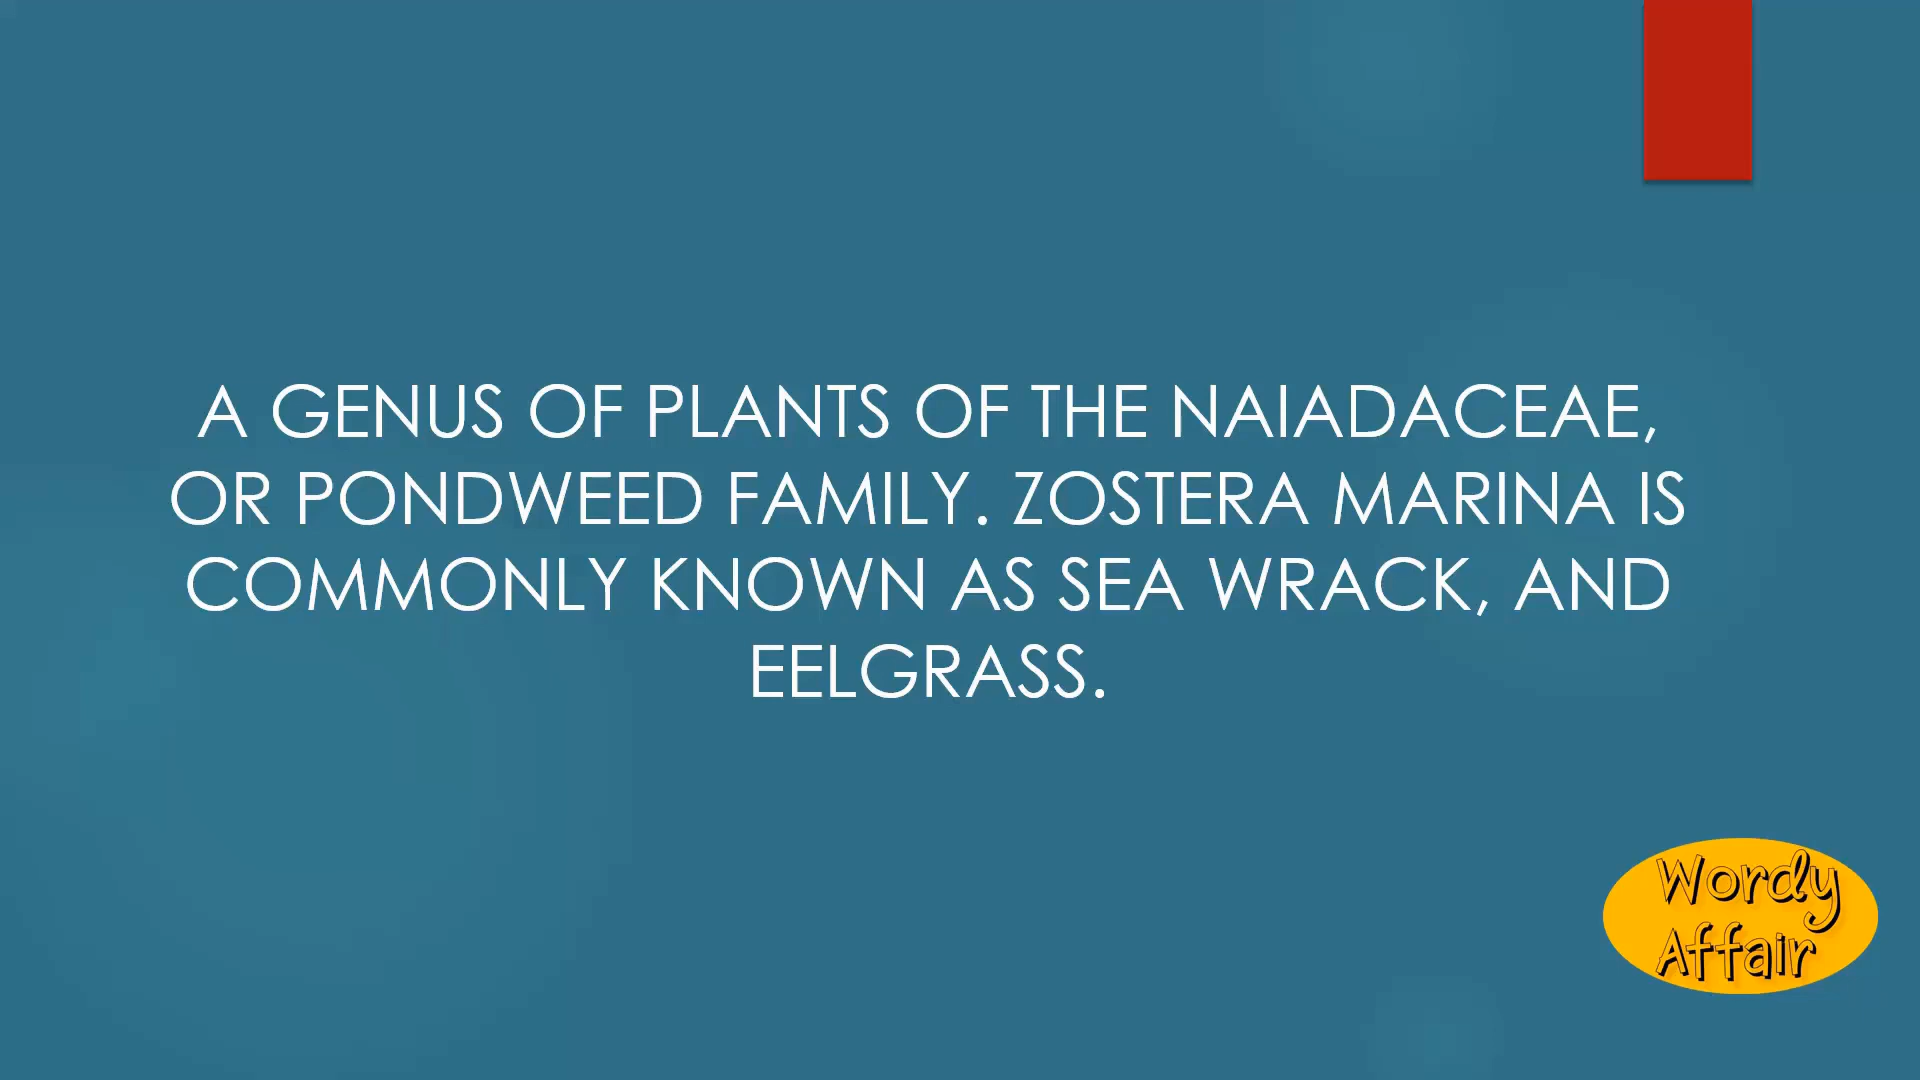 A GENUS OF PLANTS OF THE NAIADACEAE,
OR PONDWEED FAMILY. ZOSTERA MARINA IS
COMMONLY KNOWN AS SEA WRACK, AND
EELGRASS.
Wordy
Affair